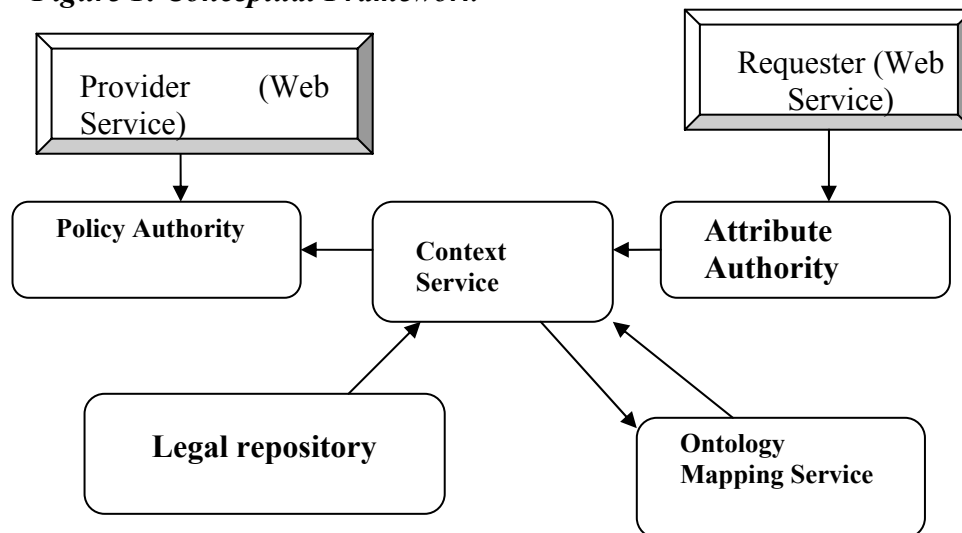 Figure 1: Conceptual Framework
Provider (Web
Service)
Requester (Web
Service)
Policy Authority
Context
Service
Attribute
Authority
Legal repository
Ontology
Mapping Service